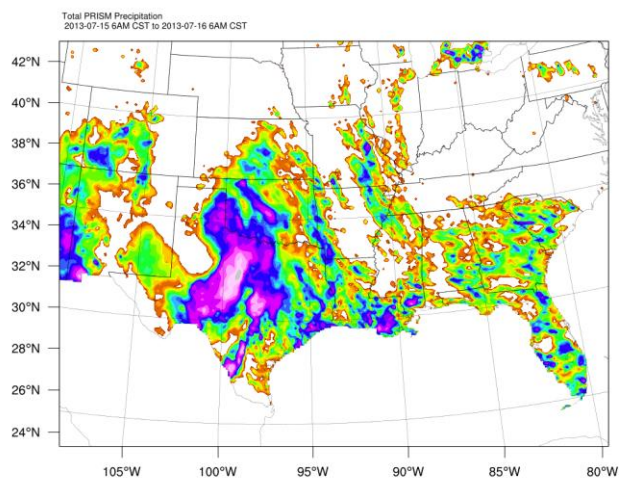 Total PRISM Precipitation
2013-07-15 6AM CST to 2013-07-16 6AM CST
42°N
40°N
38°N
36°N
34°N
32°N
30°N
28°N
26°N
24°N
105°W 100°W 95°W 90°W 85°W 80°W